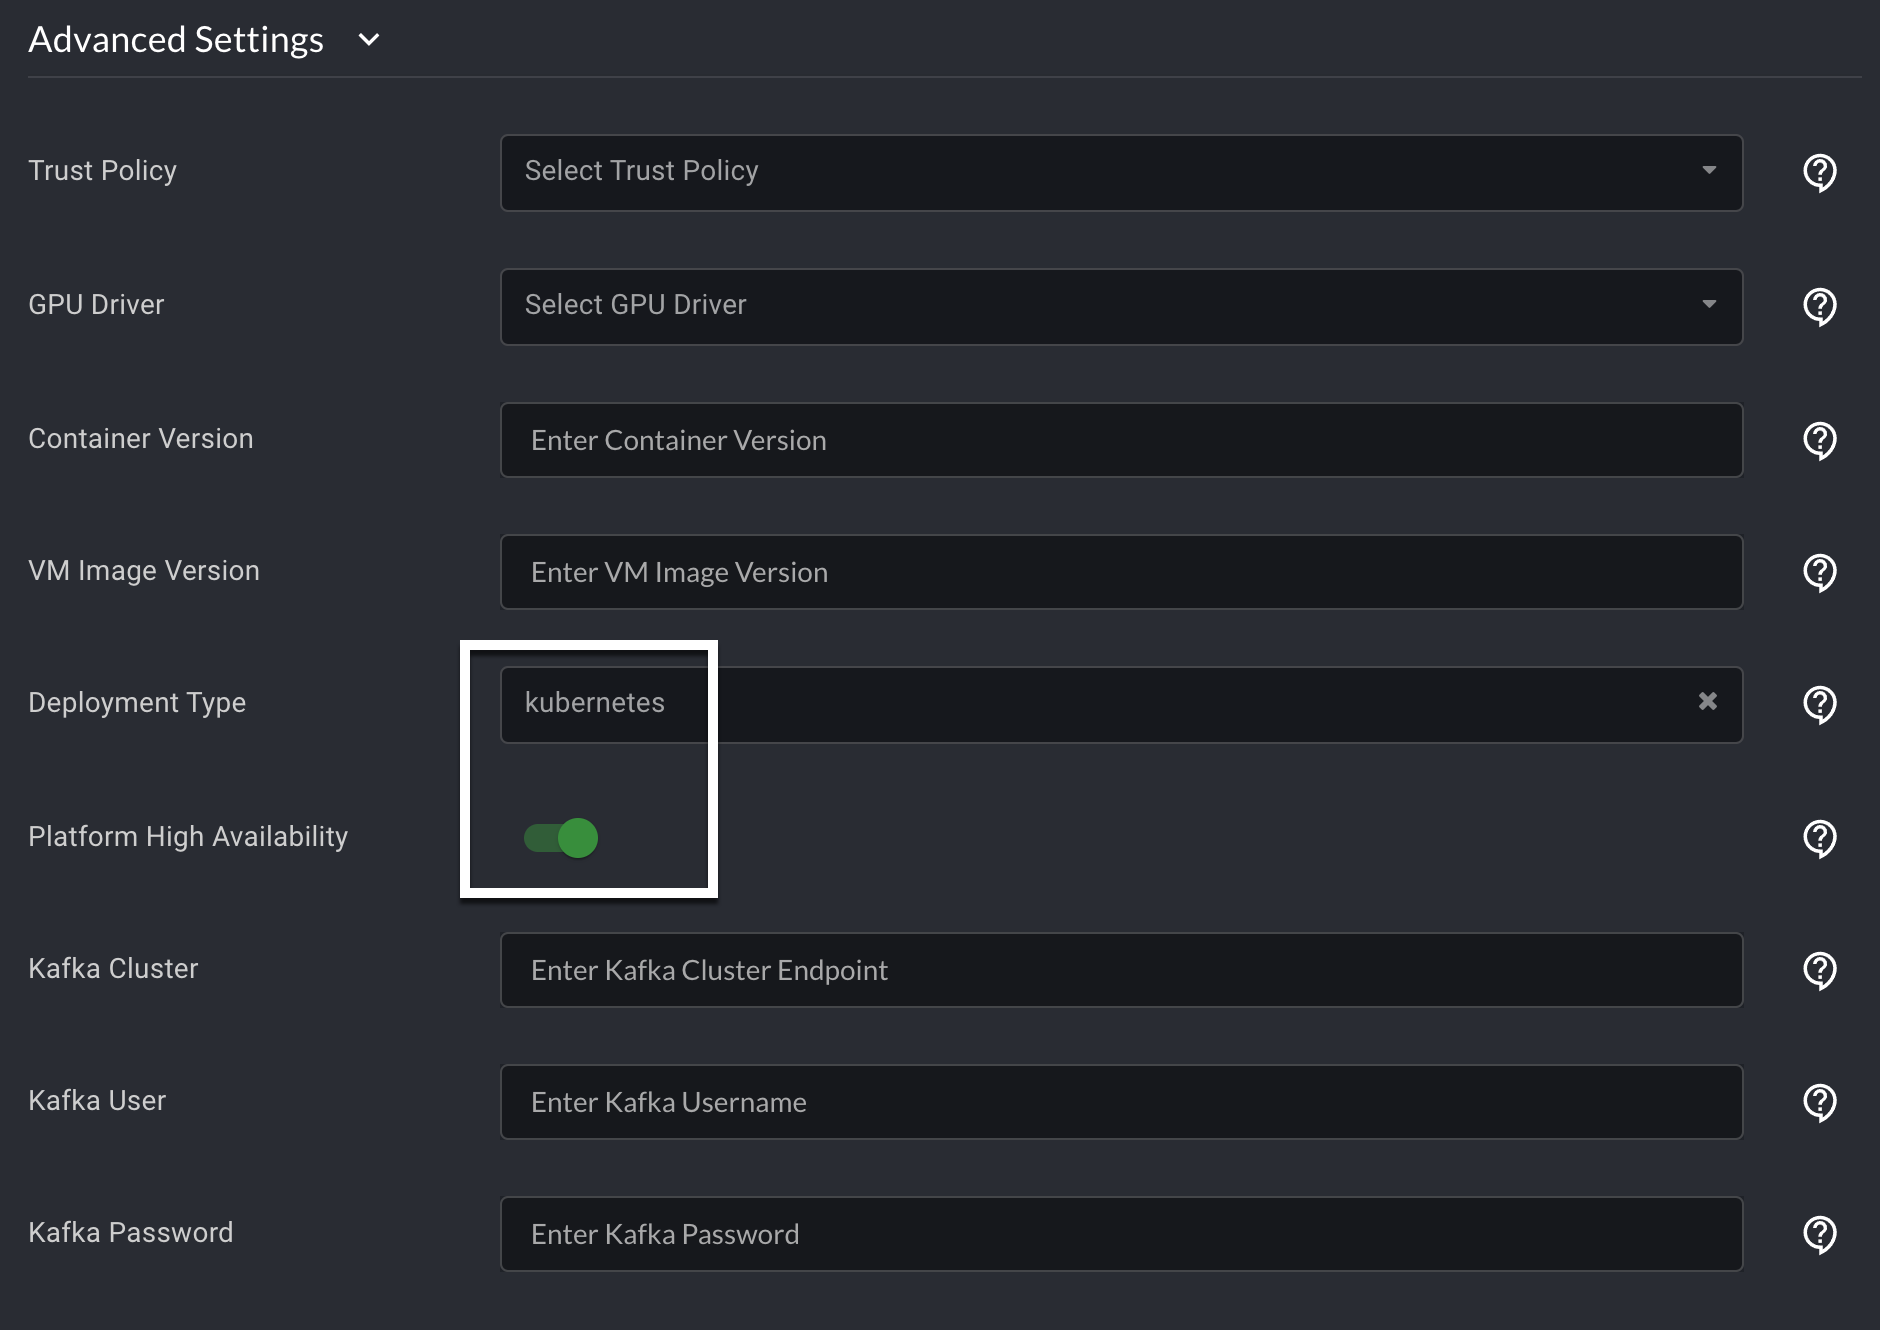 Advanced Settings
Trust Policy
Select Trust Policy
GPU Driver
Select GPU Driver
Container Version
Enter Container Version
VM Image Version
Enter VM Image Version
Deployment Type
kubernetes
Platform High Availability
Kafka Cluster
Enter Kafka Cluster Endpoint
Kafka User
Enter Kafka Username
Kafka Password
Enter Kafka Password